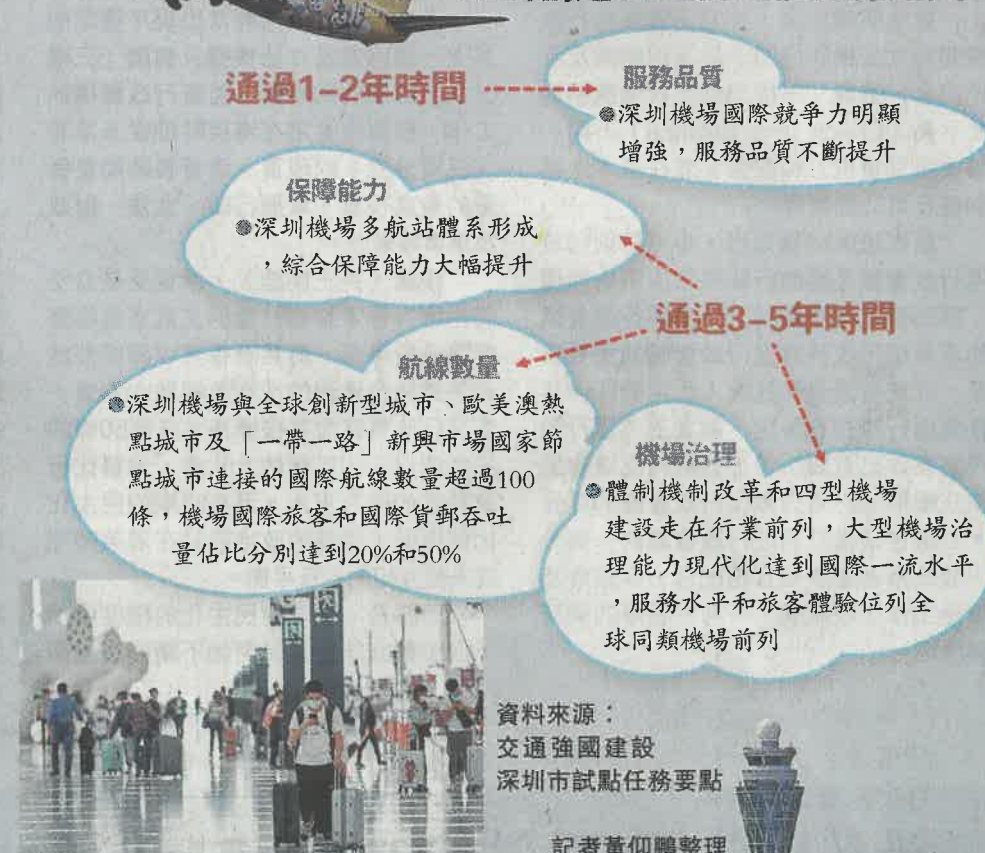 通過1-2年時間
服務品質
深圳機場國際競爭力明顯
增強，服務品質不斷提升
保障能力
深圳機場多航站體系形成
，綜合保障能力大幅提升
通過3-5年時間
航線數量
深圳機場與全球創新型城市、歐美澳熱
點城市及「一帶一路」新興市場國家節
點城市連接的國際航線數量超過100
條，機場國際旅客和國際貨郵吞吐
量佔比分別達到20%和50%
機場治理
體制機制改革和四型機場
建設走在行業前列，大型機場治
理能力現代化達到國際一流水平
，服務水平和旅客體驗位列全
球同類機場前列
資料來源：
交通強國建設
深圳市試點任務要點
記者黃仰鵬整理